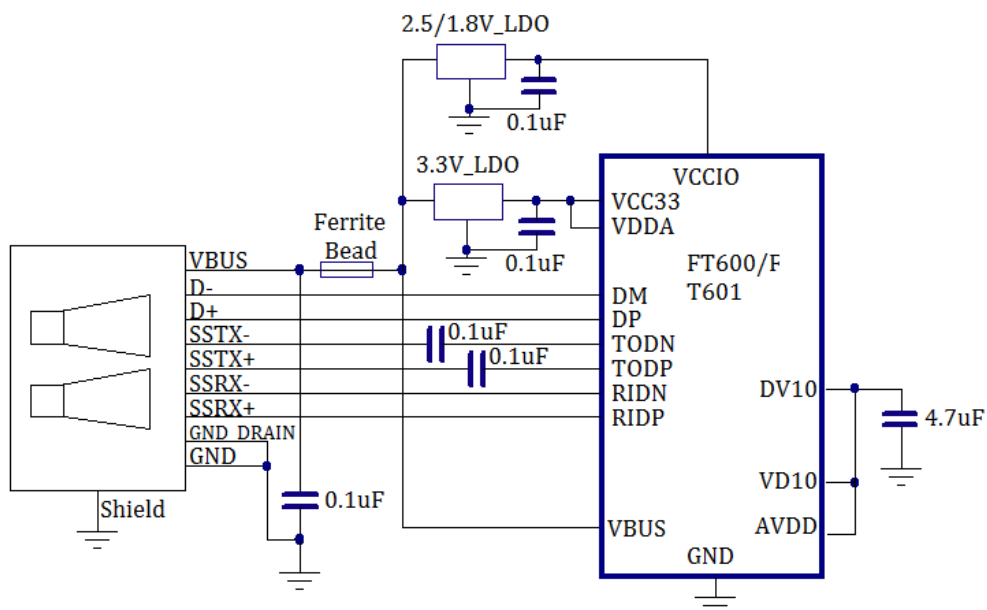 2.5/1.8V_LDO
0.1uF
3.3V_LDO
0.1uF
Ferrite
Bead
VBUS
D-
D+
SSTX-
SSTX+
SSRX-
SSRX+
GND_DRAIN
GND
Shield
0.1uF
0.1uF
0.1uF
VCCIO
VCC33
VDDA
FT600/F
T601
DM
DP
TODN
TODP
RIDN
RIDP
VBUS
GND
DV10
VD10
AVDD
4.7uF